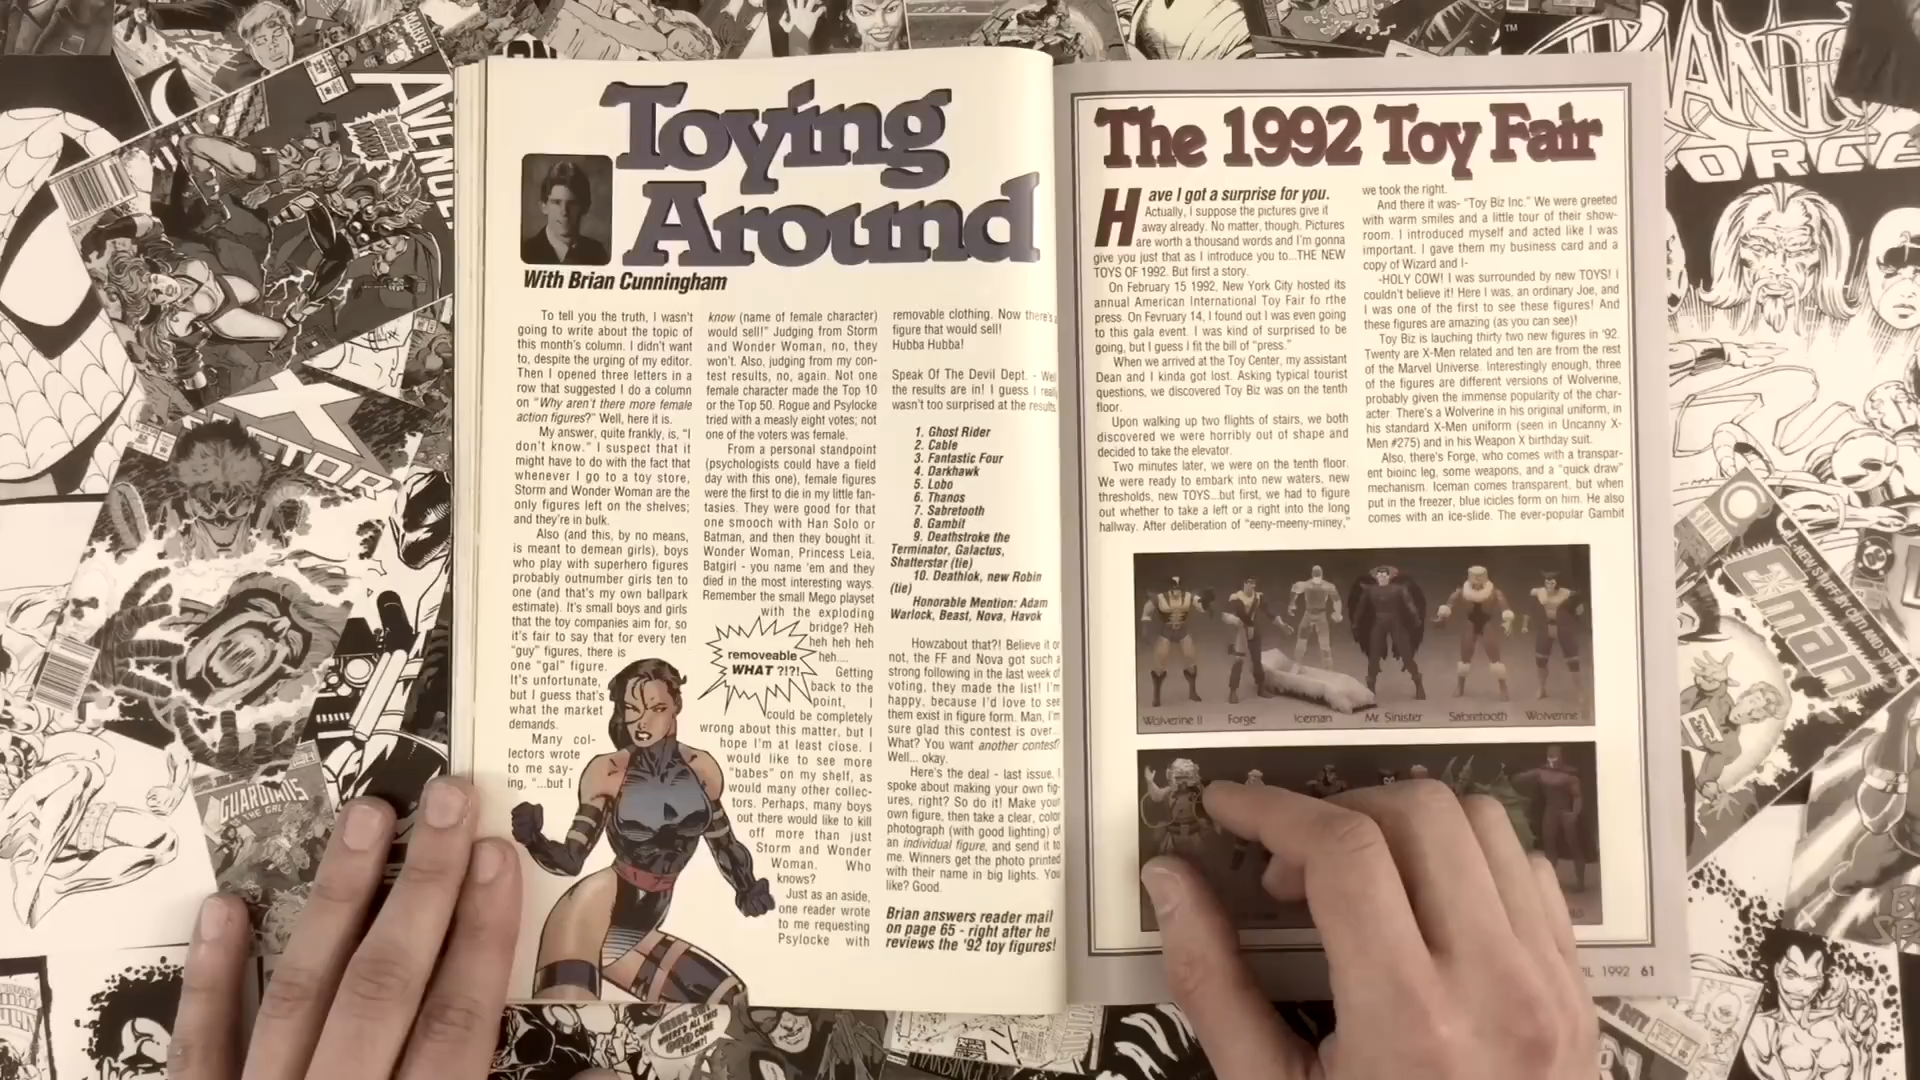 Toying
Around
With Brian Cunningham
To tell you the truth, I wasn't
going to write about the topic of
this month's column. I didn't want
to, despite the urging of my editor.
Then I opened three letters in a
row that suggested I do a column
on "Why aren't there more female
action figures?" Well, here it is.
My answer, quite frankly, is, "I
don't know." I suspect that it
might have to do with the fact that
whenever I go to a toy store,
Storm and Wonder Woman are the
only figures left on the shelves;
and they're in bulk.
Also (and this, by no means,
is meant to demean girls), boys
who play with superhero figures
probably outnumber girls ten to
one (and that's my own ballpark
estimate). It's small boys and girls
that the toy companies aim for, so
it's fair to say that for every ten
"guy" figures, there is
one "gal" figure.
It's unfortunate,
but I guess that's
what the market
demands.
Many col-
lectors wrote
to me say-
ing, "...but I
know (name of female character)
would sell!" Judging from Storm
and Wonder Woman, no, they
won't. Also, judging from my con-
test results, no, again. Not one
female character made the Top 10
or the Top 50. Rogue and Psylocke
tried with a measly eight votes; not
one of the voters was female.
From a personal standpoint
(psychologists could have a field
day with this one), female figures
were the first to die in my little fan-
tasies. They were good for that
one smooch with Han Solo or
Batman, and then they bought it.
Wonder Woman, Princess Leia,
Batgirl - you name 'em and they
died in the most interesting ways.
Remember the small Mego playset
with the exploding
bridge? Heh
heh heh heh
heh....
Getting
back to the
point, I
could be completely
wrong about this matter, but I
hope I'm at least close. I
would like to see more
"babes" on my shelf, as
would many other collec-
tors. Perhaps, many boys
out there would like to kill
off more than just
Storm and Wonder
Woman. Who
knows?
Just as an aside,
one reader wrote
to me requesting
Psylocke with
removeable
WHAT ?!?!
removable clothing. Now there's a
figure that would sell!
Hubba Hubba!
Speak Of The Devil Dept. - Well
the results are in! I guess I really
wasn't too surprised at the results.
1. Ghost Rider
2. Cable
3. Fantastic Four
4. Darkhawk
5. Lobo
6. Thanos
7. Sabretooth
8. Gambit
9. Deathstroke the
Terminator, Galactus,
Shatterstar (tie)
10. Deathlok, new Robin
(tie)
Honorable Mention: Adam
Warlock, Beast, Nova, Havok
Howzabout that?! Believe it or
not, the FF and Nova got such a
strong following in the last week of
voting, they made the list! I'm
happy, because I'd love to see
them exist in figure form. Man, I'm
sure glad this contest is over...
What? You want another contest?
Well... okay.
Here's the deal - last issue, I
spoke about making your own fig-
ures, right? So do it! Make your
own figure, then take a clear, color
photograph (with good lighting) of
an individual figure, and send it to
me. Winners get the photo printed
with their name in big lights. You
like? Good.
Brian answers reader mail
on page 65 - right after he
reviews the '92 toy figures!
The 1992 Toy Fair
Have I got a surprise for you.
Actually, I suppose the pictures give it
away already. No matter, though. Pictures
are worth a thousand words and I'm gonna
give you just that as I introduce you to...THE NEW
TOYS OF 1992. But first a story.
On February 15 1992, New York City hosted its
annual American International Toy Fair fo rthe
press. On Fevruary 14, I found out I was even going
to this gala event. I was kind of surprised to be
going, but I guess I fit the bill of "press."
When we arrived at the Toy Center, my assistant
Dean and I kinda got lost. Asking typical tourist
questions, we discovered Toy Biz was on the tenth
floor.
Upon walking up two flights of stairs, we both
discovered we were horribly out of shape and
decided to take the elevator.
Two minutes later, we were on the tenth floor.
We were ready to embark into new waters, new
thresholds, new TOYS...but first, we had to figure
out whether to take a left or a right into the long
hallway. After deliberation of "eeny-meeny-miney,"
we took the right.
And there it was- "Toy Biz Inc." We were greeted
with warm smiles and a little tour of their show-
room. I introduced myself and acted like I was
important. I gave them my business card and a
copy of Wizard and I-
-HOLY COW! I was surrounded by new TOYS! I
couldn't believe it! Here I was, an ordinary Joe, and
I was one of the first to see these figures! And
these figures are amazing (as you can see)!
Toy Biz is lauching thirty two new figures in '92.
Twenty are X-Men related and ten are from the rest
of the Marvel Universe. Interestingly enough, three
of the figures are different versions of Wolverine,
probably given the immense popularity of the char-
acter. There's a Wolverine in his original uniform, in
his standard X-Men uniform (seen in Uncanny X-
Men #275) and in his Weapon X birthday suit.
Also, there's Forge, who comes with a transpar-
ent bioinc leg, some weapons, and a "quick draw"
mechanism. Iceman comes transparent, but when
put in the freezer, blue icicles form on him. He also
comes with an ice-slide. The ever-popular Gambit
Wolverine II Forge Iceman Mr. Sinister Sabretooth Wolverine
1992 61
AVENGE
MARVEL
GUARDIANS
THE GAL
ORCE